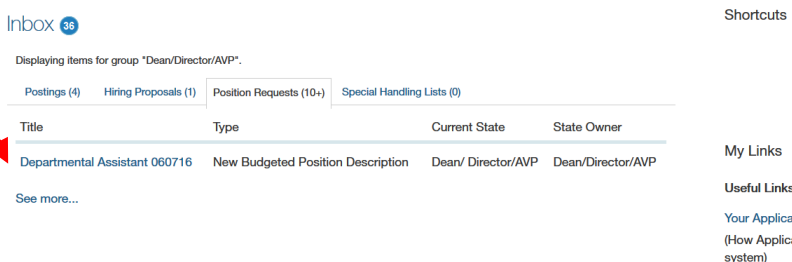 Inbox 36
Displaying items for group "Dean/Director/AVP".
Postings (4) Hiring Proposals (1) Position Requests (10+) Special Handling Lists (0)
Title Type Current State State Owner
Departmental Assistant 060716 New Budgeted Position Description Dean/ Director/AVP Dean/Director/AVP
See more...
Shortcuts
My Links
Useful Links
Your Applica
(How Applica
system)